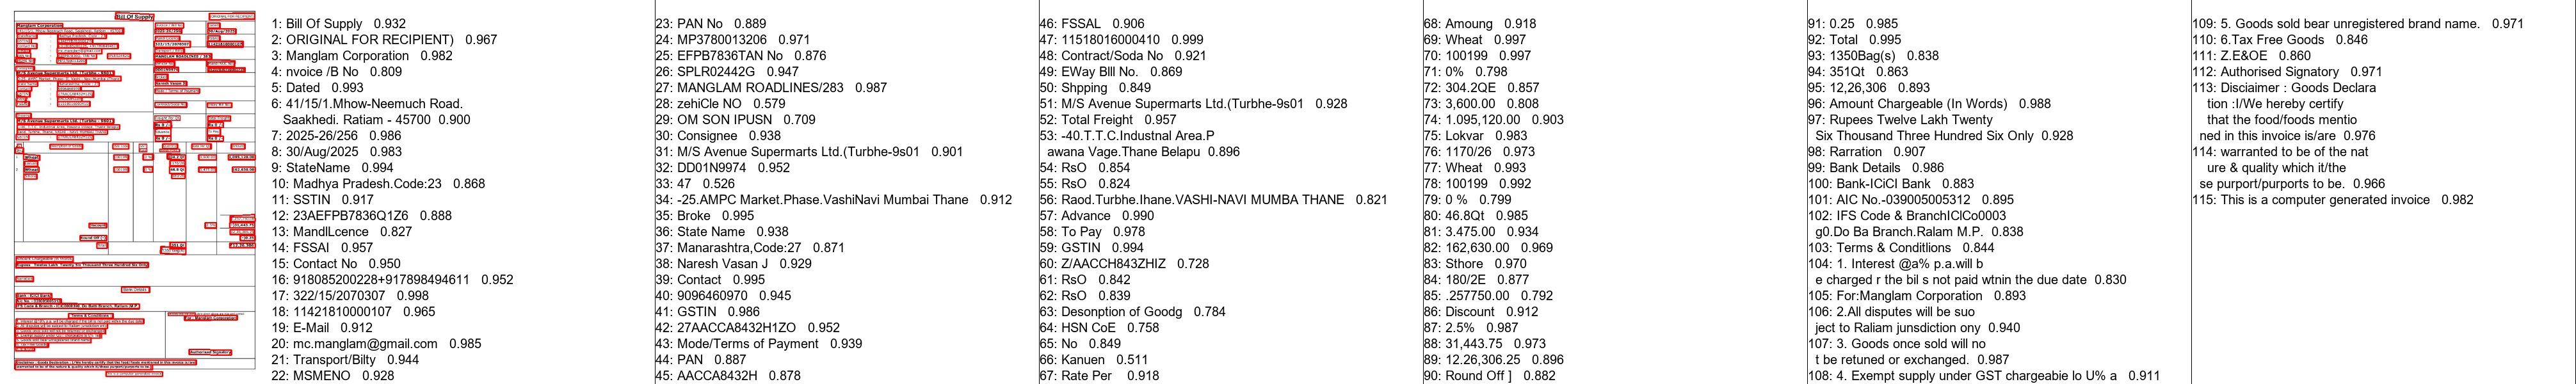 1: Bill Of Supply 0.932
2: ORIGINAL FOR RECIPIENT) 0.967
3: Manglam Corporation 0.982
4: nvoice /B No 0.809
5: Dated 0.993
6: 41/15/1.Mhow-Neemuch Road.
Saakhedi. Ratiam - 45700 0.900
7: 2025-26/256 0.986
8: 30/Aug/2025 0.983
9: StateName 0.994
10: Madhya Pradesh.Code:23 0.868
11: SSTIN 0.917
12: 23AEFPB7836Q1Z6 0.888
13: MandlLcence 0.827
14: FSSAI 0.957
15: Contact No 0.950
16: 918085200228+917898494611 0.952
17: 322/15/2070307 0.998
18: 11421810000107 0.965
19: E-Mail 0.912
20: mc.manglam@gmail.com 0.985
21: Transport/Bilty 0.944
22: MSMENO 0.928
23: PAN No 0.889
24: MP3780013206 0.971
25: EFPB7836TAN No 0.876
26: SPLR02442G 0.947
27: MANGLAM ROADLINES/283 0.987
28: zehiCle NO 0.579
29: OM SON IPUSN 0.709
30: Consignee 0.938
31: M/S Avenue Supermarts Ltd.(Turbhe-9s01 0.901
32: DD01N9974 0.952
33: 47 0.526
34: -25.AMPC Market.Phase.VashiNavi Mumbai Thane 0.912
35: Broke 0.995
36: State Name 0.938
37: Manarashtra,Code:27 0.871
38: Naresh Vasan J 0.929
39: Contact 0.995
40: 9096460970 0.945
41: GSTIN 0.986
42: 27AACCA8432H1ZO 0.952
43: Mode/Terms of Payment 0.939
44: PAN 0.887
45: AACCA8432H 0.878
46: FSSAL 0.906
47: 11518016000410 0.999
48: Contract/Soda No 0.921
49: EWay Blll No. 0.869
50: Shpping 0.849
51: M/S Avenue Supermarts Ltd.(Turbhe-9s01 0.928
52: Total Freight 0.957
53: -40.T.T.C.Industnal Area.P
awana Vage.Thane Belapu 0.896
54: RsO 0.854
55: RsO 0.824
56: Raod.Turbhe.Ihane.VASHI-NAVI MUMBA THANE 0.821
57: Advance 0.990
58: To Pay 0.978
59: GSTIN 0.994
60: Z/AACCH843ZHIZ 0.728
61: RsO 0.842
62: RsO 0.839
63: Desonption of Goodg 0.784
64: HSN CoE 0.758
65: No 0.849
66: Kanuen 0.511
67: Rate Per 0.918
68: Amoung 0.918
69: Wheat 0.997
70: 100199 0.997
71: 0% 0.798
72: 304.2QE 0.857
73: 3,600.00 0.808
74: 1.095,120.00 0.903
75: Lokvar 0.983
76: 1170/26 0.973
77: Wheat 0.993
78: 100199 0.992
79: 0 % 0.799
80: 46.8Qt 0.985
81: 3.475.00 0.934
82: 162,630.00 0.969
83: Sthore 0.970
84: 180/2E 0.877
85: .257750.00 0.792
86: Discount 0.912
87: 2.5% 0.987
88: 31,443.75 0.973
89: 12.26,306.25 0.896
90: Round Off ] 0.882
91: 0.25 0.985
92: Total 0.995
93: 1350Bag(s) 0.838
94: 351Qt 0.863
95: 12,26,306 0.893
96: Amount Chargeable (In Words) 0.988
97: Rupees Twelve Lakh Twenty
Six Thousand Three Hundred Six Only 0.928
98: Rarration 0.907
99: Bank Details 0.986
100: Bank-ICiCI Bank 0.883
101: AIC No.-039005005312 0.895
102: IFS Code & BranchIClCo0003
g0.Do Ba Branch.Ralam M.P. 0.838
103: Terms & Conditlions 0.844
104: 1. Interest @a% p.a.will b
e charged r the bil s not paid wtnin the due date 0.830
105: For:Manglam Corporation 0.893
106: 2.All disputes will be suo
ject to Raliam junsdiction ony 0.940
107: 3. Goods once sold will no
t be retuned or exchanged. 0.987
108: 4. Exempt supply under GST chargeable lo U% a 0.911
109: 5. Goods sold bear unregistered brand name. 0.971
110: 6.Tax Free Goods 0.846
111: Z.E&OE 0.860
112: Authorised Signatory 0.971
113: Disciaimer : Goods Declara
tion :I/We hereby certify
that the food/foods mentio
ned in this invoice is/are 0.976
114: warranted to be of the nat
ure & quality which it/the
se purport/purports to be. 0.966
115: This is a computer generated invoice 0.982